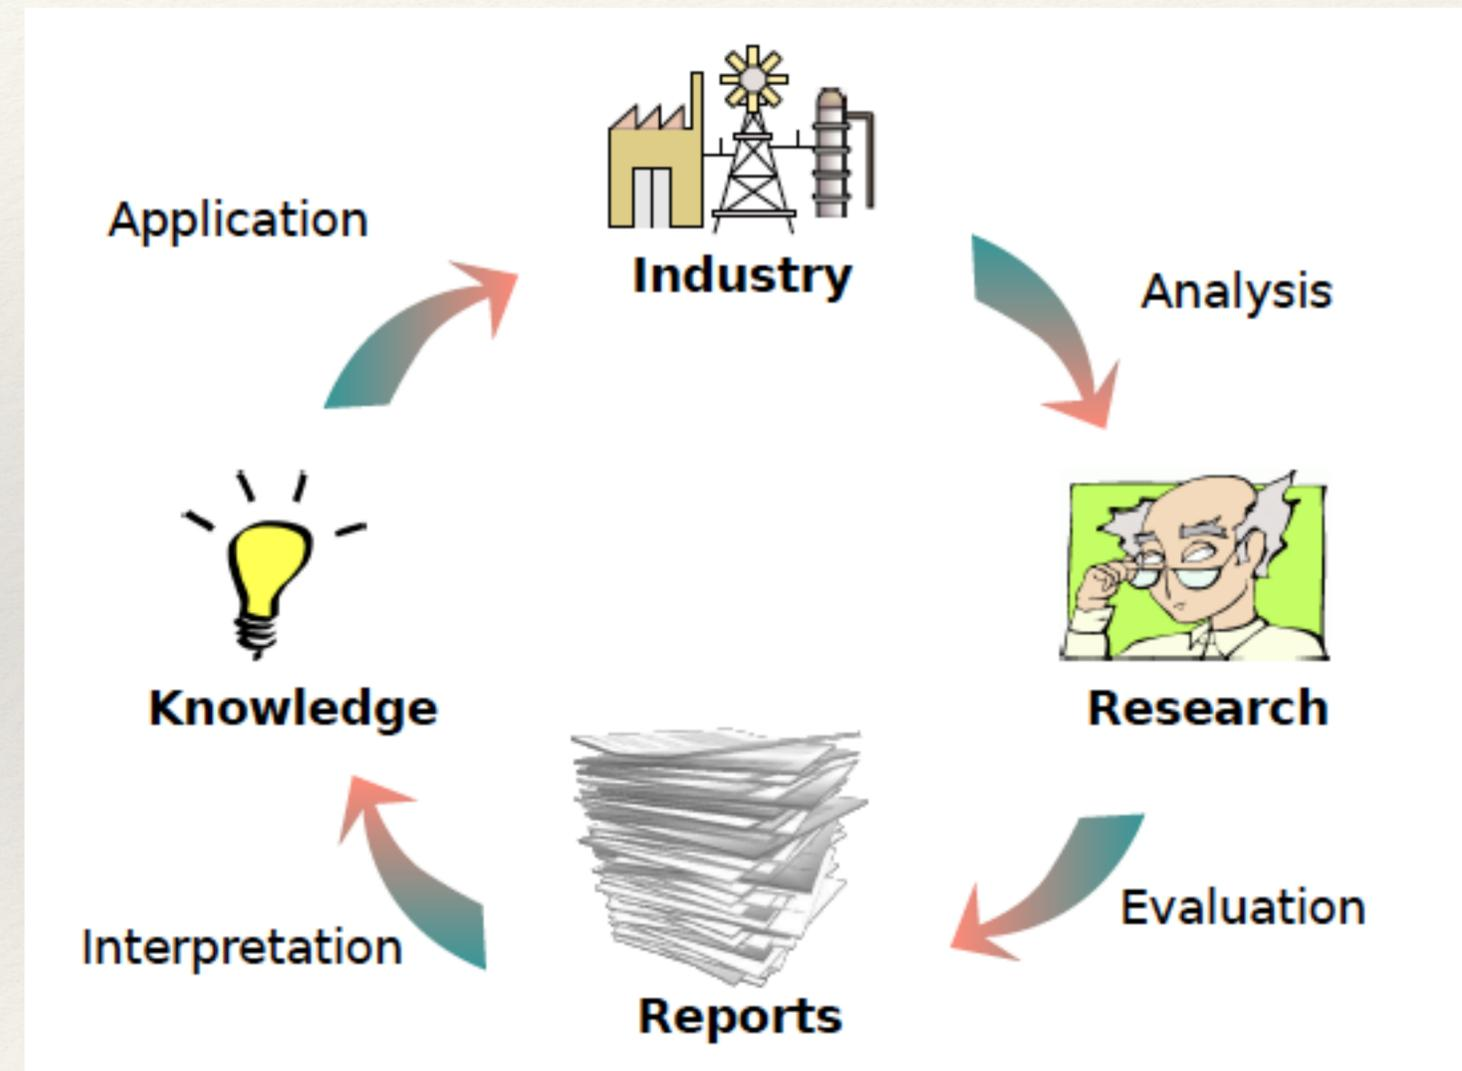 Application
Industry
Analysis
Knowledge
Research
Interpretation
Evaluation
Reports